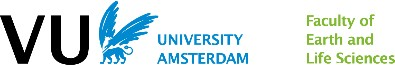 VU
UNIVERSITY
AMSTERDAM
Faculty of
Earth and
Life Sciences